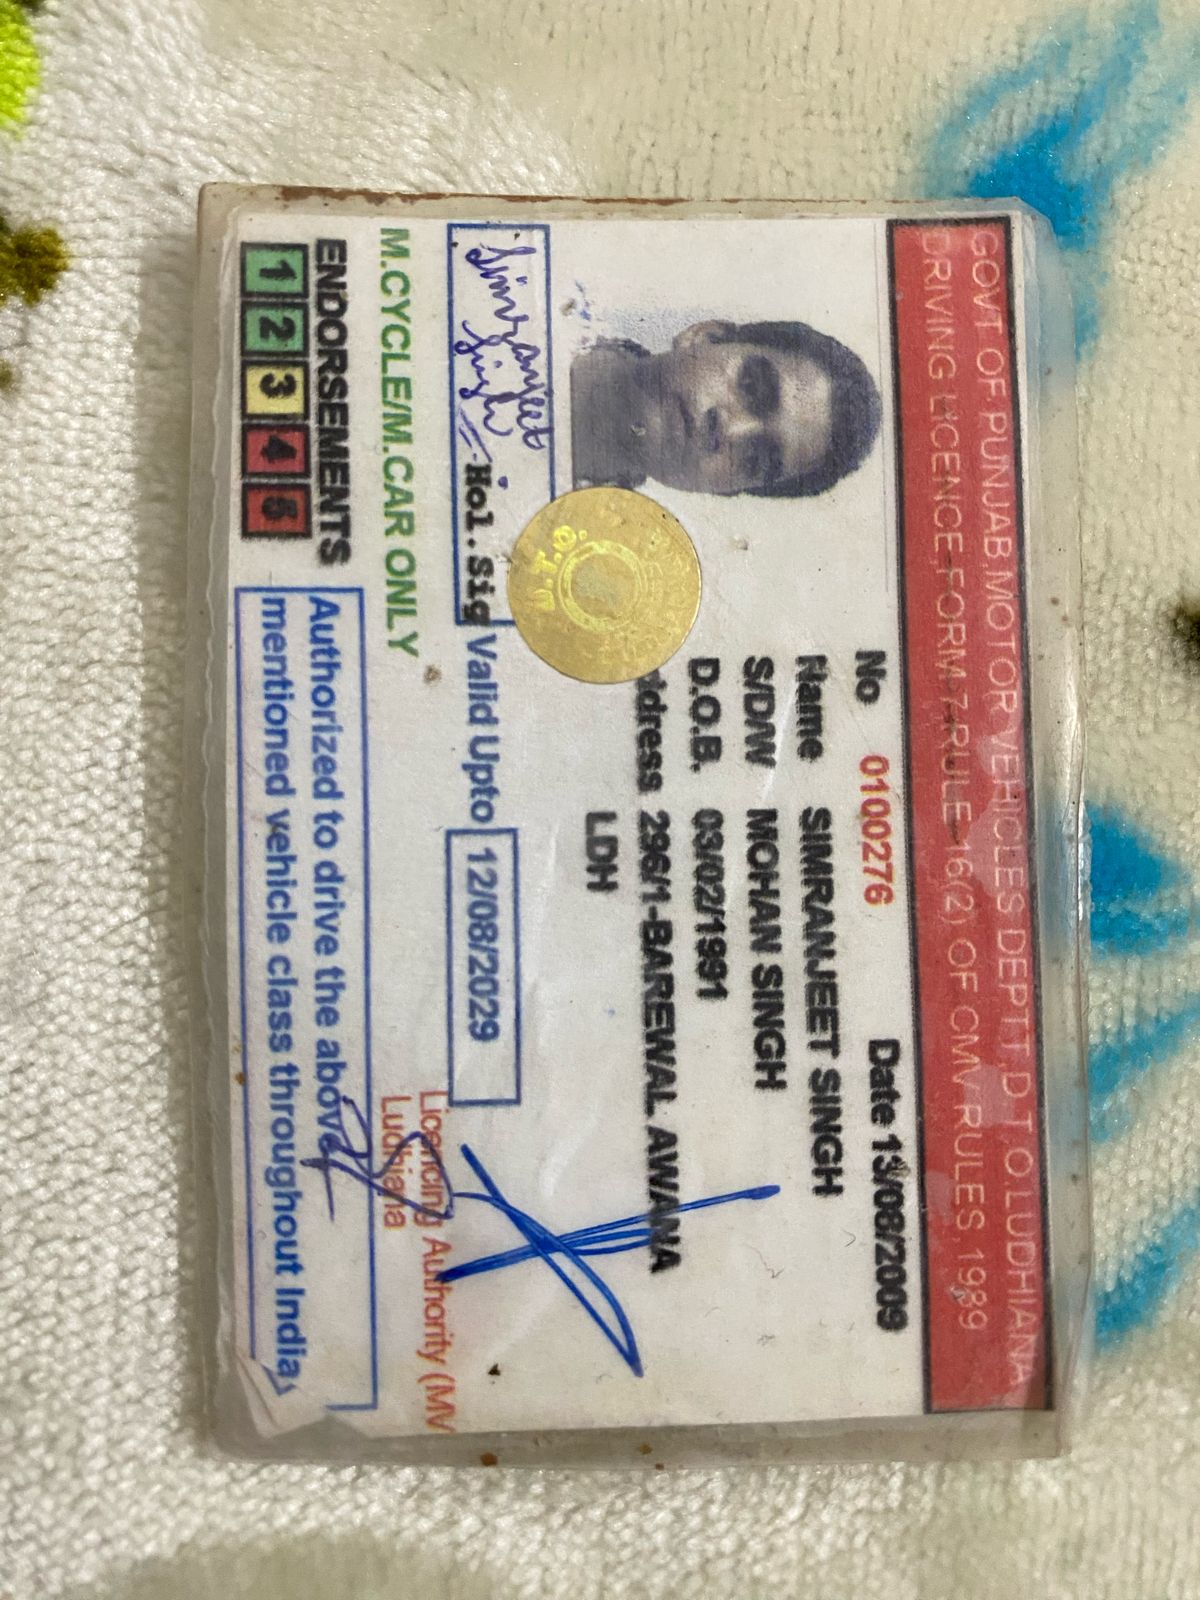 GOVT OF PUNJAB, MOTOR VEHICLES DEPTT, D.T.O LUDHIANA
DRIVING LICENCE, FORM-7-RULE-16(2) OF CMV RULES, 1989
No 0100276 Date 13/08/2009
Name SIMRANJEET SINGH
S/D/W MOHAN SINGH
D.O.B. 03/02/1991
dress 296/1-BAREWAL AWANA
LDH
D.T.O.
Simranjeet
Singh
Hol.Sig Valid Upto 12/08/2029
Licencing Authority (MV
Ludhiana
M.CYCLE/M.CAR ONLY
ENDORSEMENTS
1 2 3 4 5
Authorized to drive the above
mentioned vehicle class throughout India